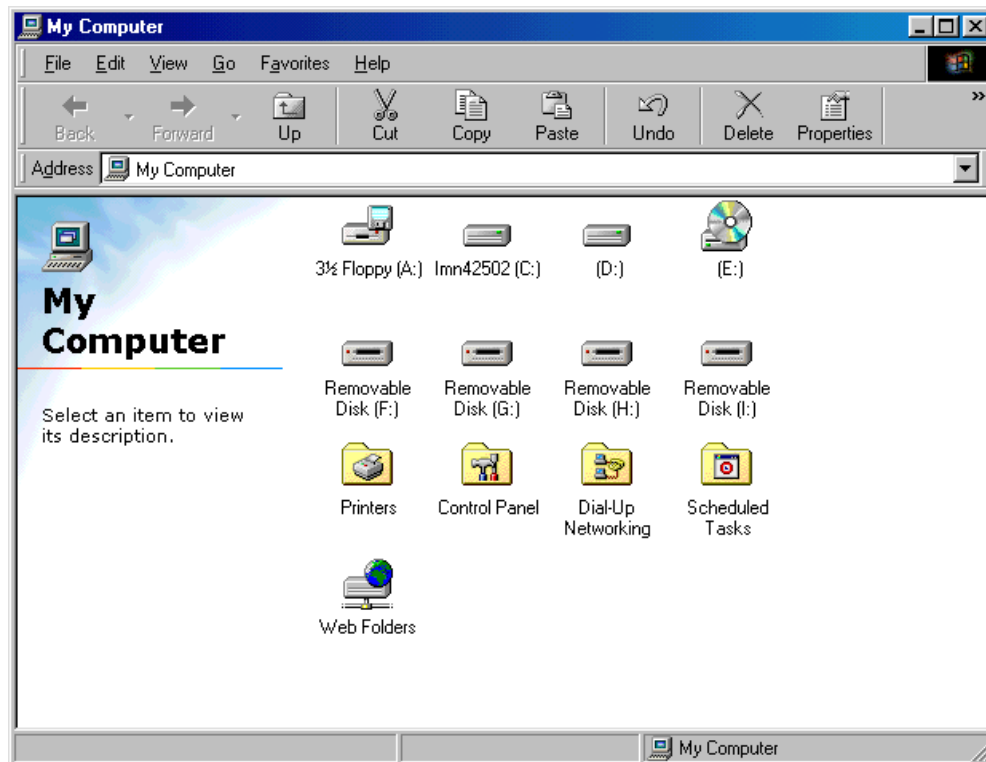 My Computer
File Edit View Go Favorites Help
Back Forward Up Cut Copy Paste Undo Delete Properties »
Address My Computer
My
Computer
Select an item to view
its description.
3½ Floppy (A:) lmn42502 (C:) (D:) (E:)
Removable Removable Removable Removable
Disk (F:) Disk (G:) Disk (H:) Disk (I:)
Printers Control Panel Dial-Up Scheduled
Networking Tasks
Web Folders
My Computer